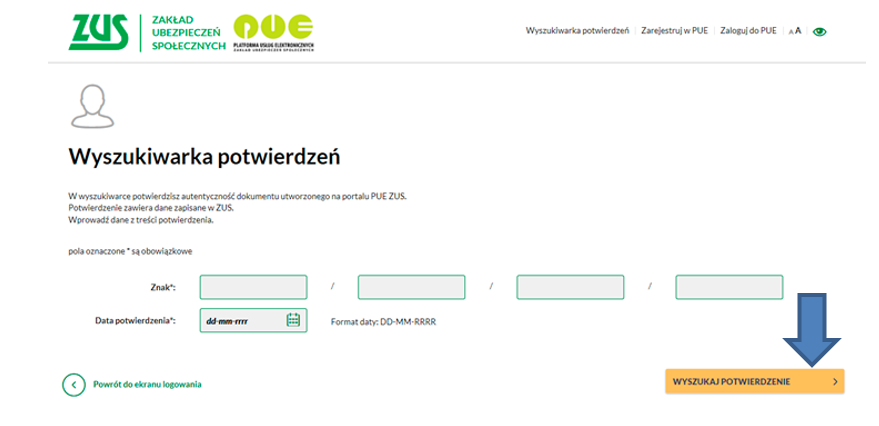 ZUS
ZAKŁAD
UBEZPIECZEŃ
SPOŁECZNYCH
PUE
PLATFORMA USŁUG ELEKTRONICZNYCH
ZAKŁAD UBEZPIECZEŃ SPOŁECZNYCH
Wyszukiwarka potwierdzeń | Zarejestruj w PUE | Zaloguj do PUE | A A
Wyszukiwarka potwierdzeń
W wyszukiwarce potwierdzisz autentyczność dokumentu utworzonego na portalu PUE ZUS.
Potwierdzenie zawiera dane zapisane w ZUS.
Wprowadź dane z treści potwierdzenia.
pola oznaczone * są obowiązkowe
Znak*: / / /
Data potwierdzenia*: dd-mm-rrrr Format daty: DD-MM-RRRR
Powrót do ekranu logowania
WYSZUKAJ POTWIERDZENIE